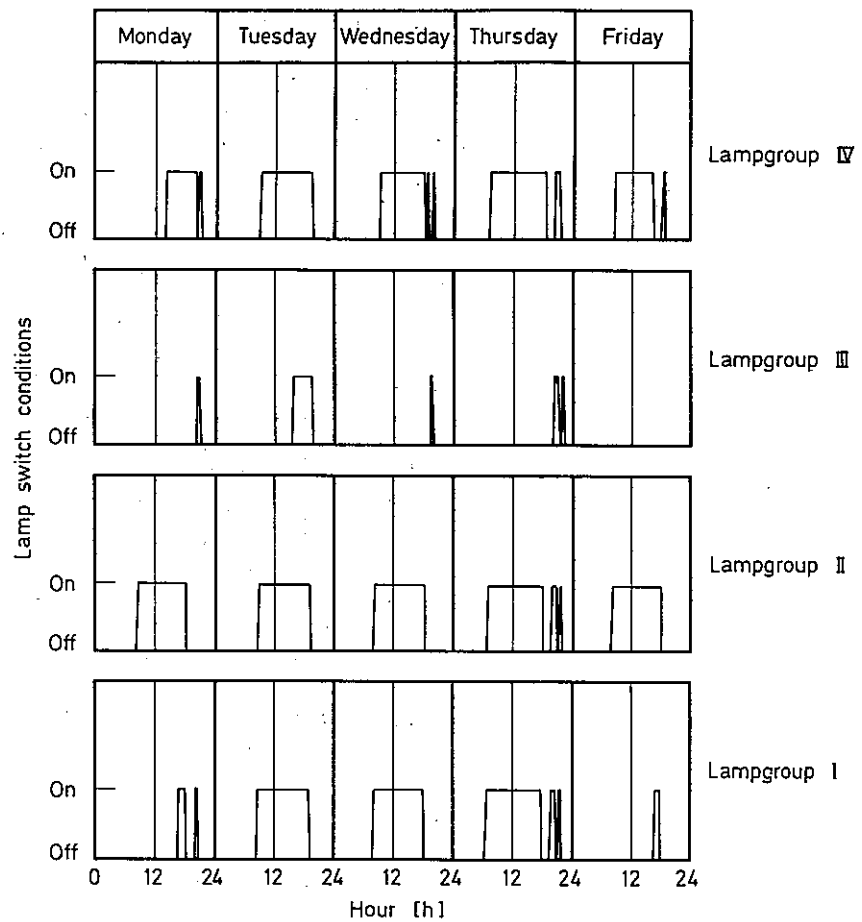 Monday Tuesday Wednesday Thursday Friday
Lampgroup IV
On
Off
Lampgroup III
On
Off
Lamp switch conditions
Lampgroup II
On
Off
Lampgroup I
On
Off
0 12 24 12 24 12 24 12 24 12 24
Hour [h]